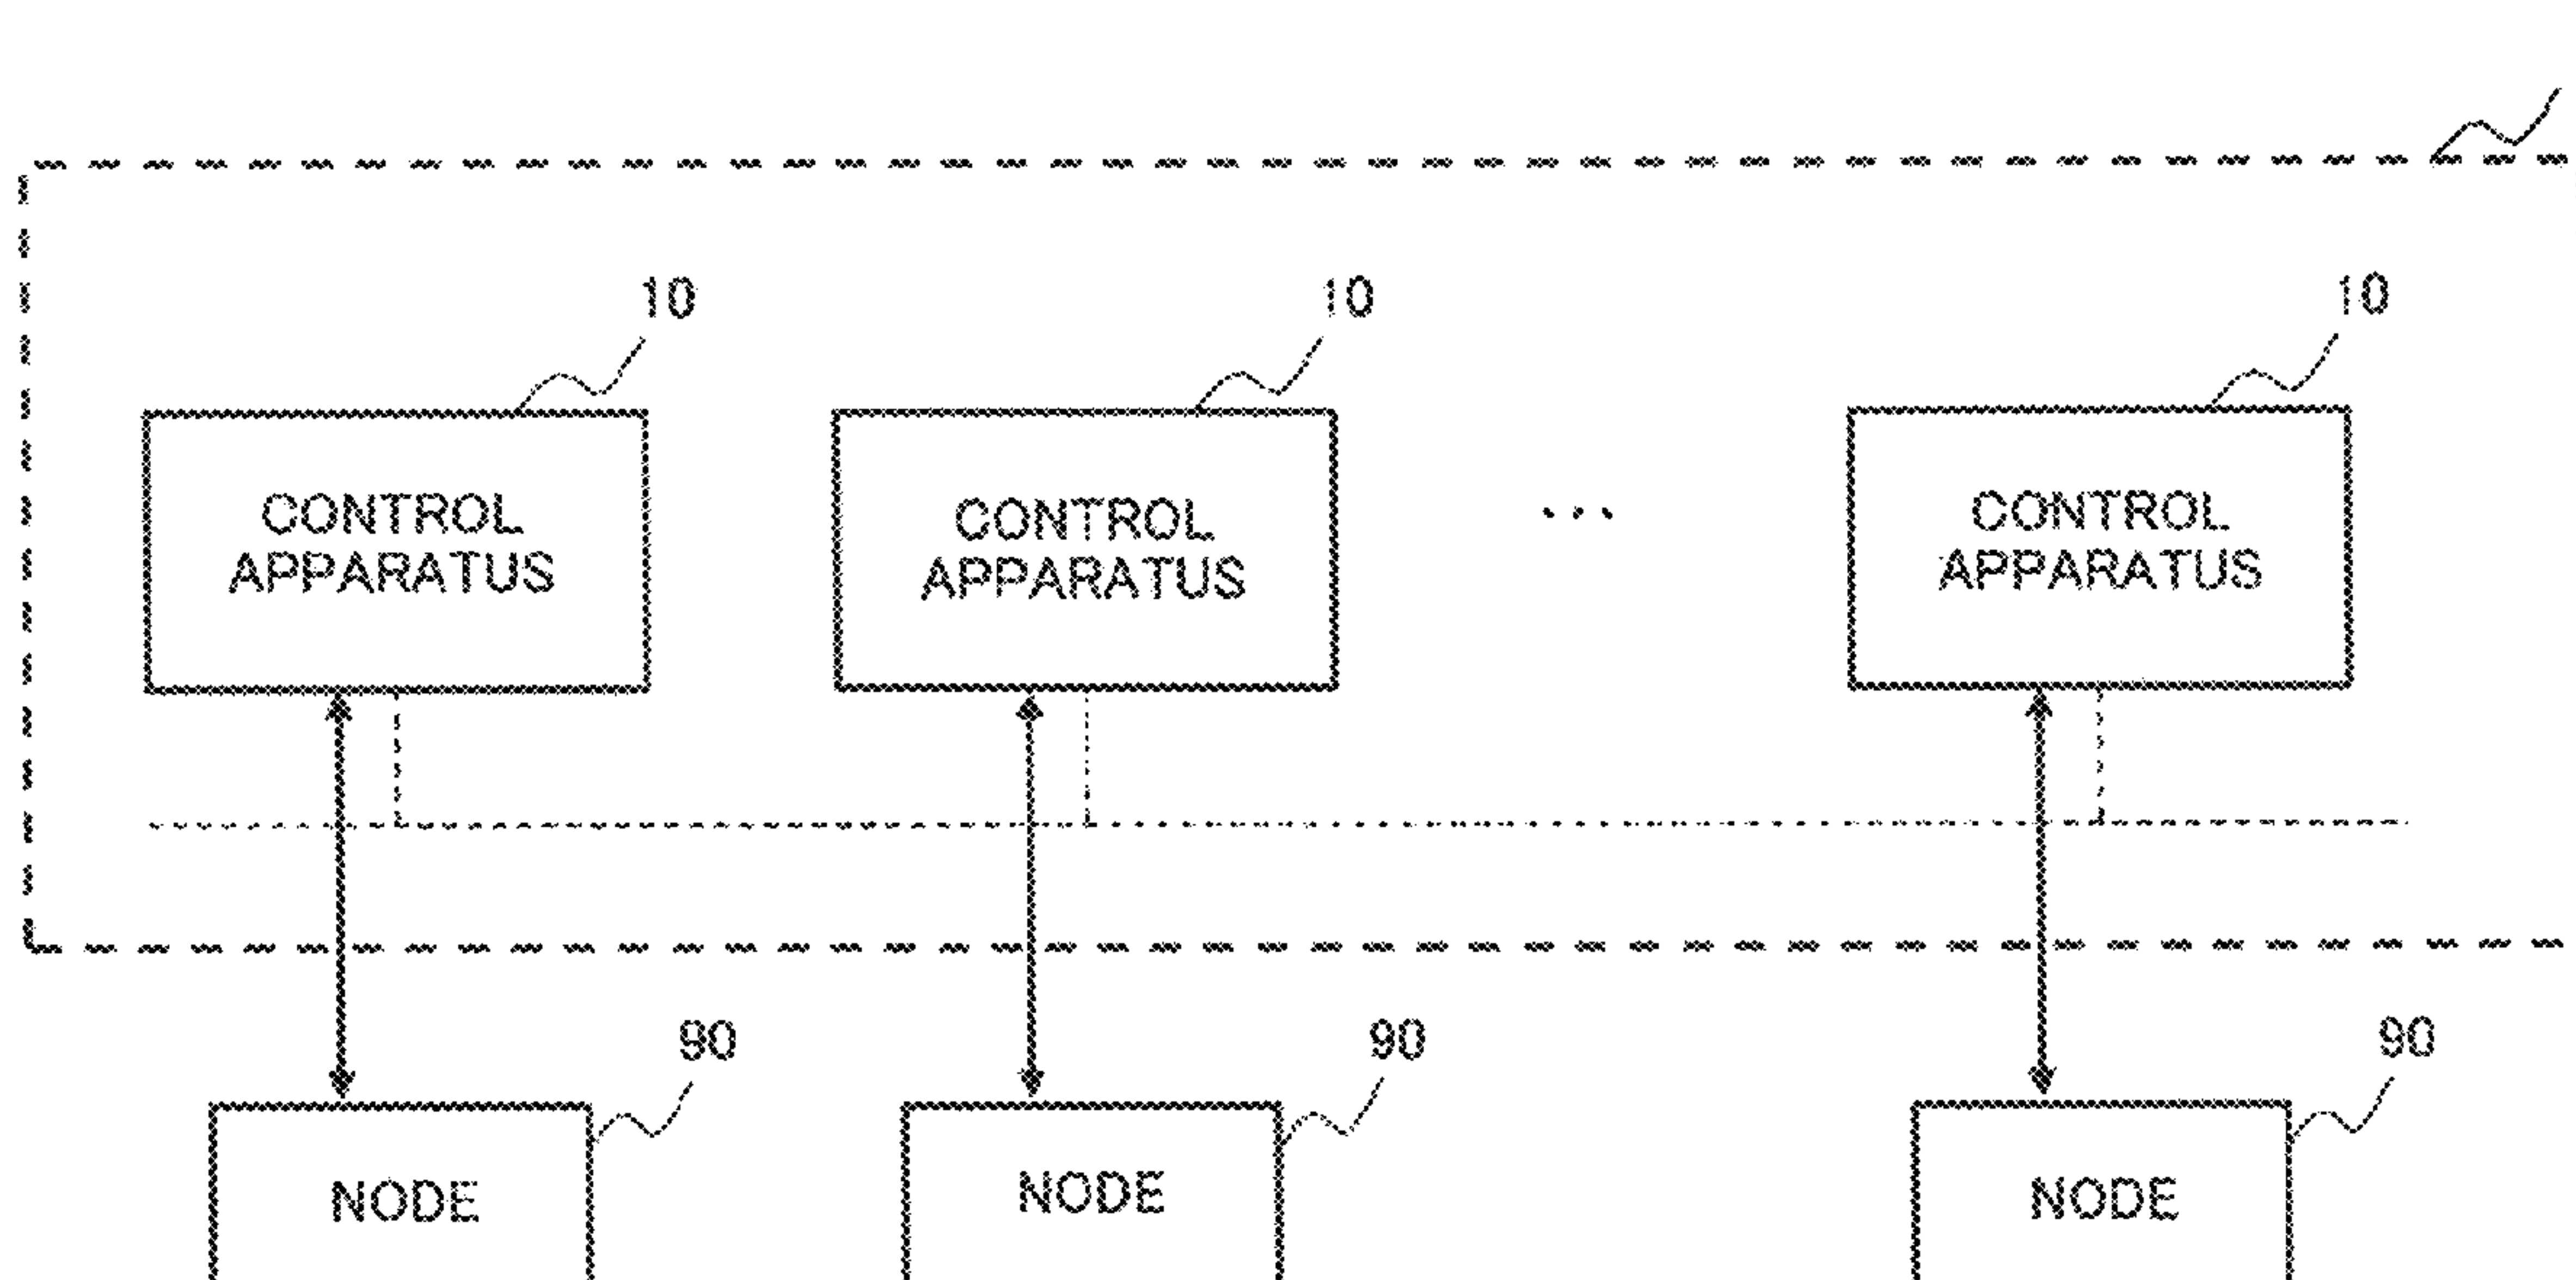 10
10
10
CONTROL
APPARATUS
CONTROL
APPARATUS
...
CONTROL
APPARATUS
90
90
90
NODE
NODE
NODE